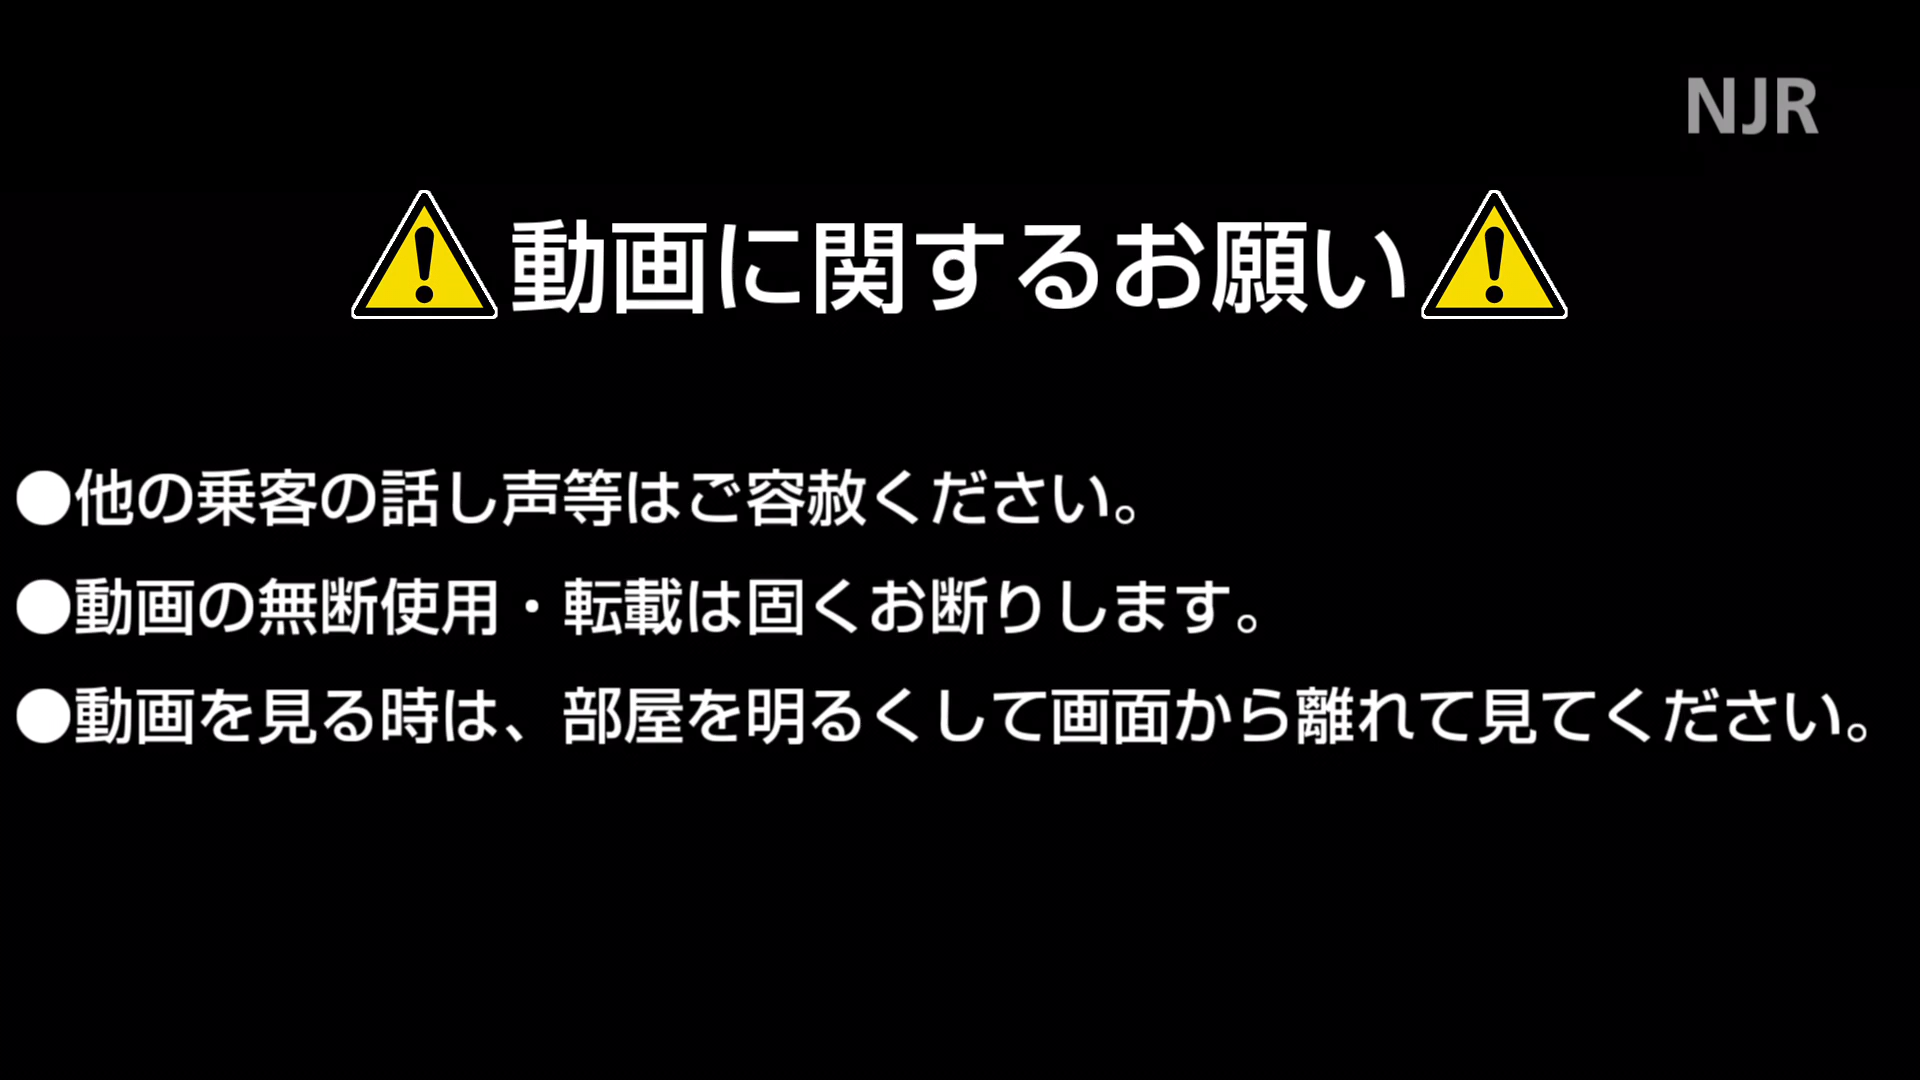 NJR
動画に関するお願い
●他の乗客の話し声等はご容赦ください。
●動画の無断使用・転載は固くお断りします。
●動画を見る時は、部屋を明るくして画面から離れて見てください。